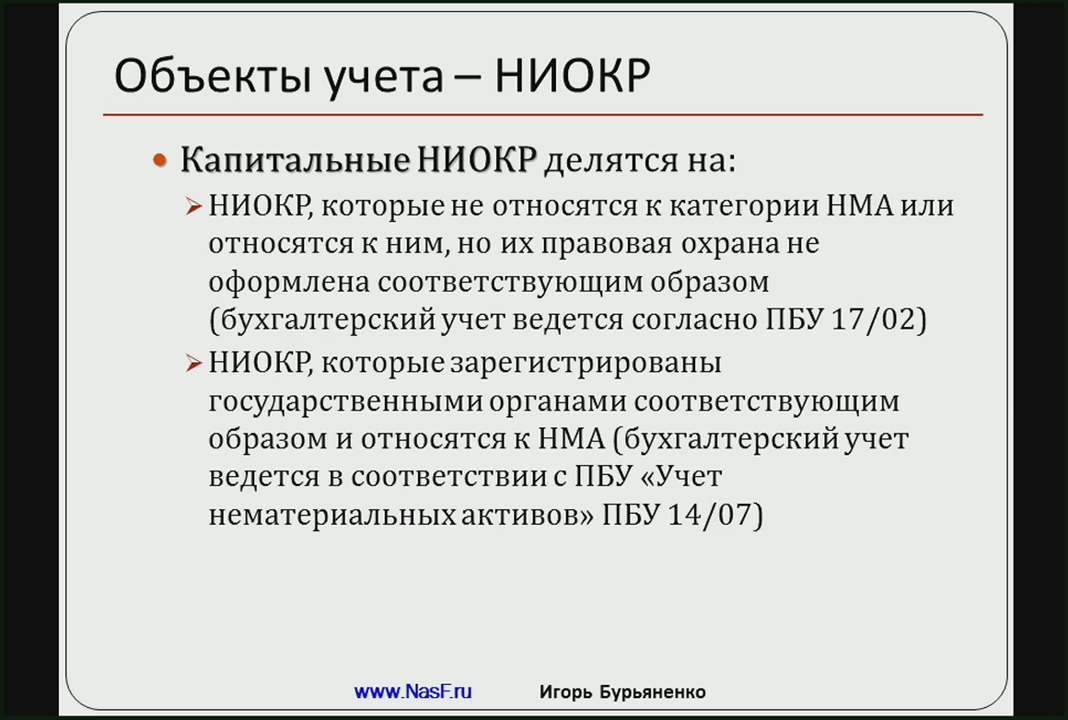 Объекты учета – НИОКР
Капитальные НИОКР делятся на:
НИОКР, которые не относятся к категории НМА или
относятся к ним, но их правовая охрана не
оформлена соответствующим образом
(бухгалтерский учет ведется согласно ПБУ 17/02)
НИОКР, которые зарегистрированы
государственными органами соответствующим
образом и относятся к НМА (бухгалтерский учет
ведется в соответствии с ПБУ «Учет
нематериальных активов» ПБУ 14/07)
www.NasF.ru Игорь Бурьяненко